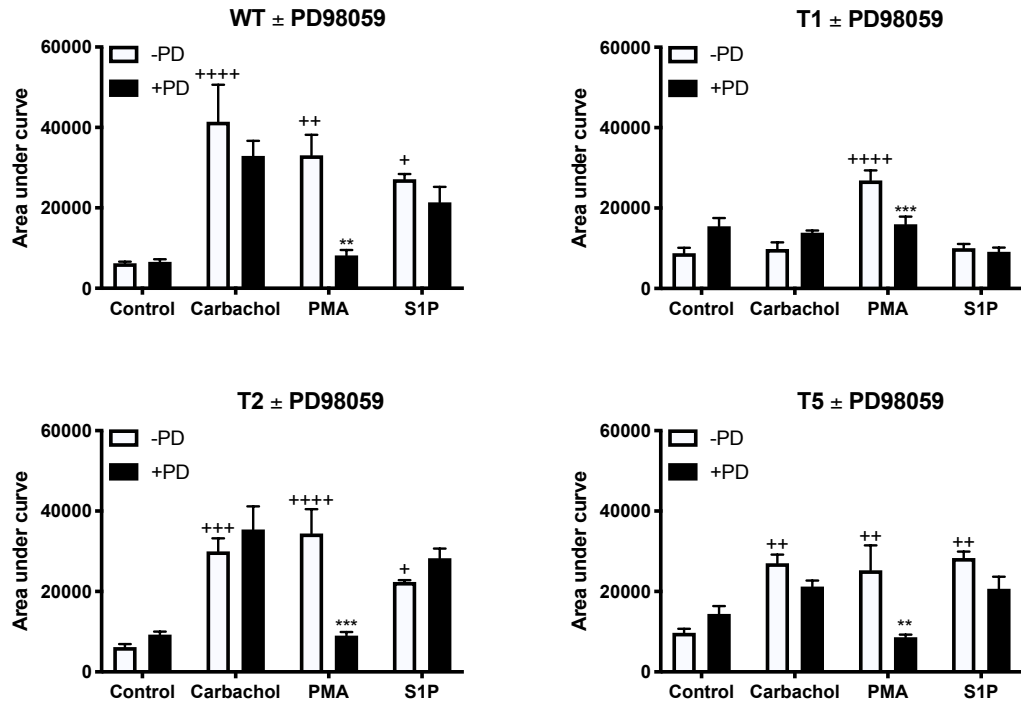 WT ± PD98059
60000
40000
20000
0
Area under curve
-PD
+PD
++++
++
**
+
Control Carbachol PMA S1P
T1 ± PD98059
60000
40000
20000
0
Area under curve
-PD
+PD
++++
***
Control Carbachol PMA S1P
T2 ± PD98059
60000
40000
20000
0
Area under curve
-PD
+PD
+++
++++
***
+
Control Carbachol PMA S1P
T5 ± PD98059
60000
40000
20000
0
Area under curve
-PD
+PD
++
++
**
++
Control Carbachol PMA S1P